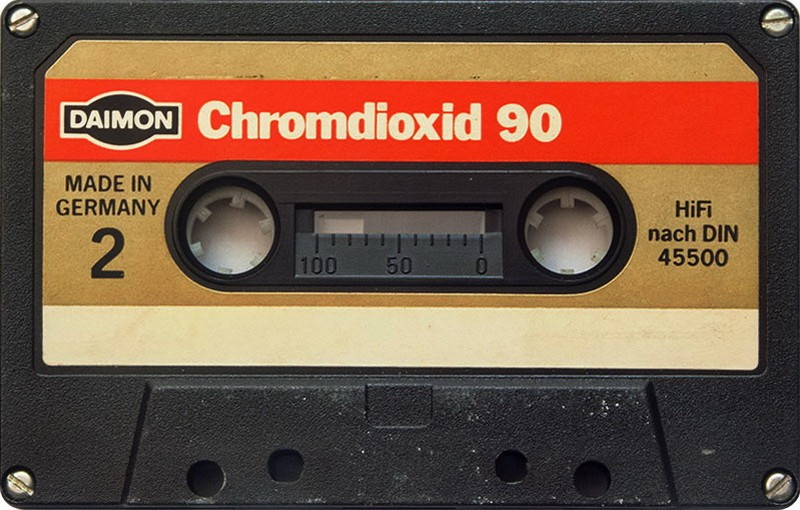 DAIMON
Chromdioxid 90
MADE IN
GERMANY
2
HiFi
nach DIN
45500
100 50 0